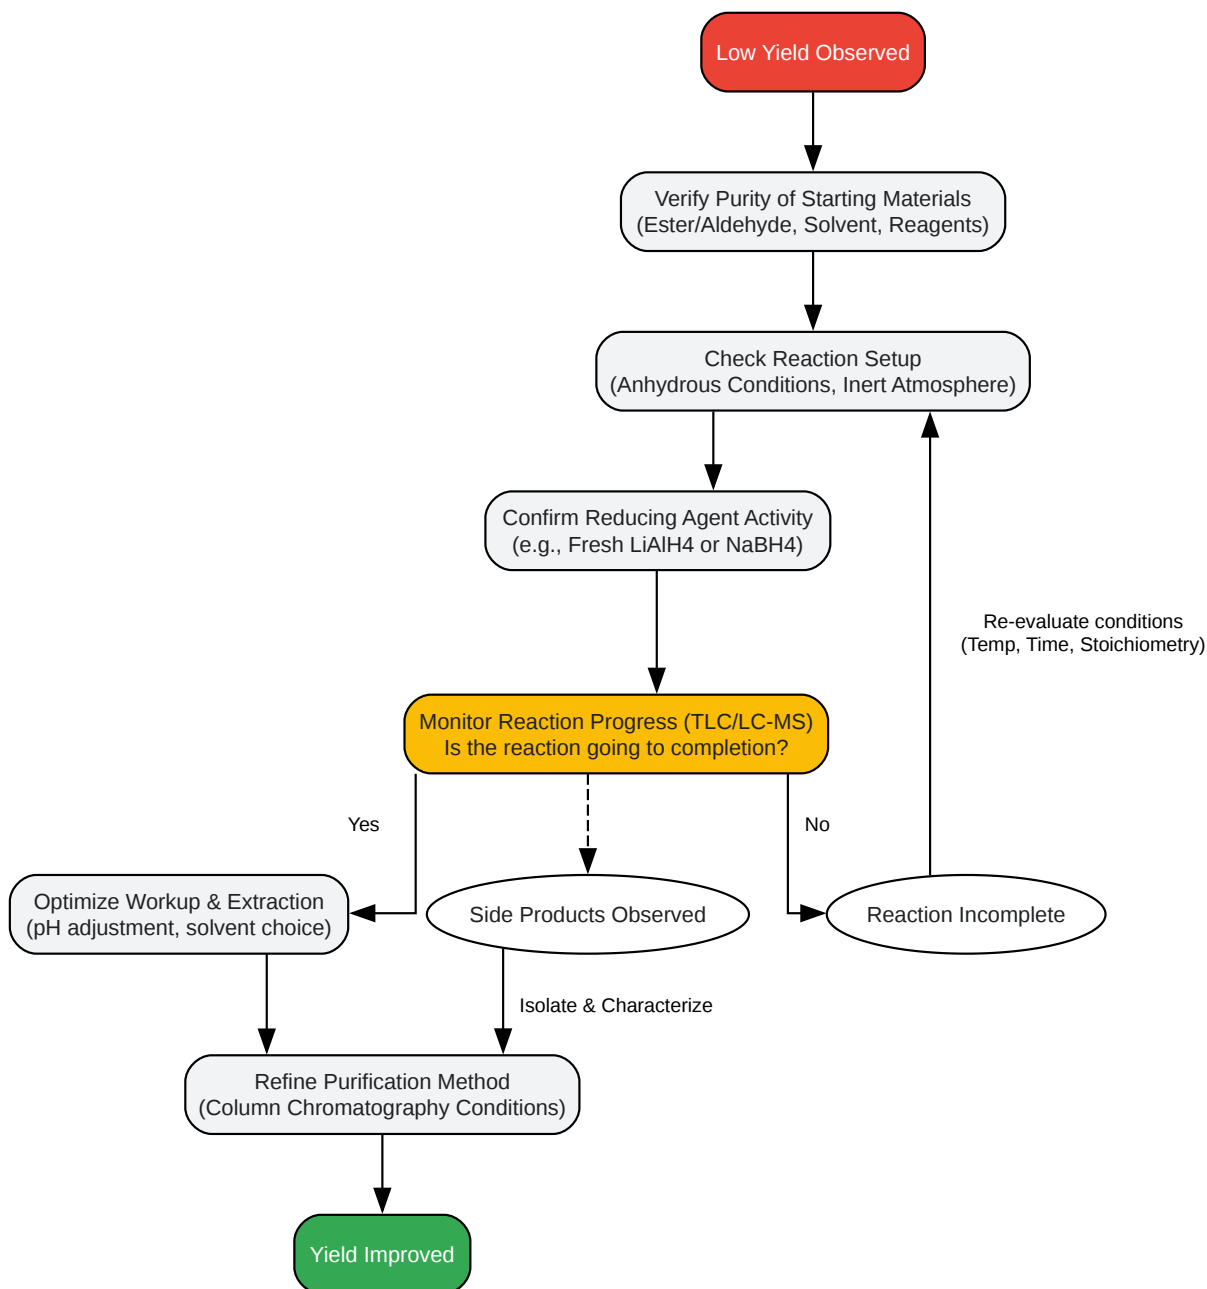 Low Yield Observed
Verify Purity of Starting Materials
(Ester/Aldehyde, Solvent, Reagents)
Check Reaction Setup
(Anhydrous Conditions, Inert Atmosphere)
Confirm Reducing Agent Activity
(e.g., Fresh LiAlH4 or NaBH4)
Re-evaluate conditions
(Temp, Time, Stoichiometry)
Monitor Reaction Progress (TLC/LC-MS)
Is the reaction going to completion?
Yes
No
Optimize Workup & Extraction
(pH adjustment, solvent choice)
Side Products Observed
Reaction Incomplete
Isolate & Characterize
Refine Purification Method
(Column Chromatography Conditions)
Yield Improved